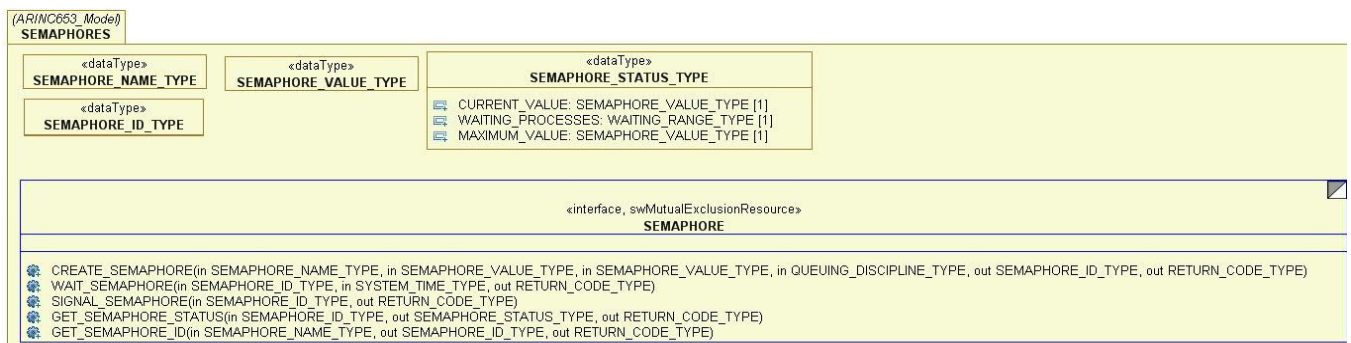 (ARINC653_Model)
SEMAPHORES
«dataType»
SEMAPHORE_NAME_TYPE
«dataType»
SEMAPHORE_VALUE_TYPE
«dataType»
SEMAPHORE_STATUS_TYPE
CURRENT_VALUE: SEMAPHORE_VALUE_TYPE [1]
WAITING_PROCESSES: WAITING_RANGE_TYPE [1]
MAXIMUM_VALUE: SEMAPHORE_VALUE_TYPE [1]
«dataType»
SEMAPHORE_ID_TYPE
«interface, swMutualExclusionResource»
SEMAPHORE
CREATE_SEMAPHORE(in SEMAPHORE_NAME_TYPE, in SEMAPHORE_VALUE_TYPE, in SEMAPHORE_VALUE_TYPE, in QUEUING_DISCIPLINE_TYPE, out SEMAPHORE_ID_TYPE, out RETURN_CODE_TYPE)
WAIT_SEMAPHORE(in SEMAPHORE_ID_TYPE, in SYSTEM_TIME_TYPE, out RETURN_CODE_TYPE)
SIGNAL_SEMAPHORE(in SEMAPHORE_ID_TYPE, out RETURN_CODE_TYPE)
GET_SEMAPHORE_STATUS(in SEMAPHORE_ID_TYPE, out SEMAPHORE_STATUS_TYPE, out RETURN_CODE_TYPE)
GET_SEMAPHORE_ID(in SEMAPHORE_NAME_TYPE, out SEMAPHORE_ID_TYPE, out RETURN_CODE_TYPE)